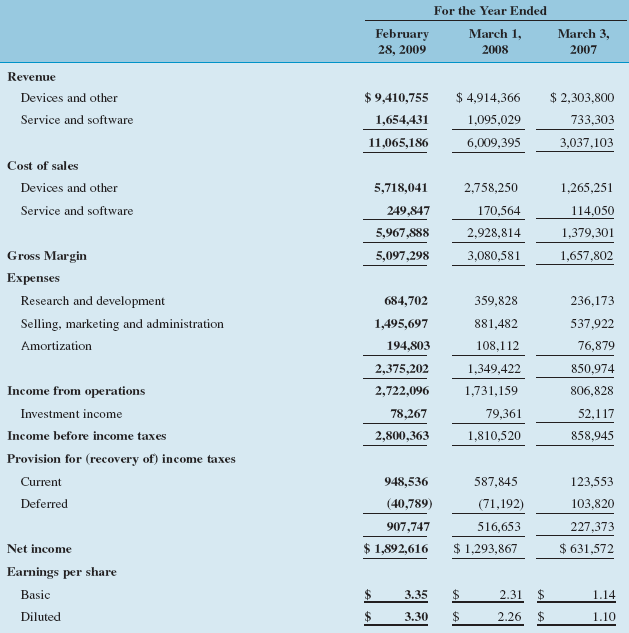 For the Year Ended
February 28, 2009 March 1, 2008 March 3, 2007
Revenue
Devices and other $ 9,410,755 $ 4,914,366 $ 2,303,800
Service and software 1,654,431 1,095,029 733,303
11,065,186 6,009,395 3,037,103
Cost of sales
Devices and other 5,718,041 2,758,250 1,265,251
Service and software 249,847 170,564 114,050
5,967,888 2,928,814 1,379,301
Gross Margin 5,097,298 3,080,581 1,657,802
Expenses
Research and development 684,702 359,828 236,173
Selling, marketing and administration 1,495,697 881,482 537,922
Amortization 194,803 108,112 76,879
2,375,202 1,349,422 850,974
Income from operations 2,722,096 1,731,159 806,828
Investment income 78,267 79,361 52,117
Income before income taxes 2,800,363 1,810,520 858,945
Provision for (recovery of) income taxes
Current 948,536 587,845 123,553
Deferred (40,789) (71,192) 103,820
907,747 516,653 227,373
Net income $ 1,892,616 $ 1,293,867 $ 631,572
Earnings per share
Basic $ 3.35 $ 2.31 $ 1.14
Diluted $ 3.30 $ 2.26 $ 1.10